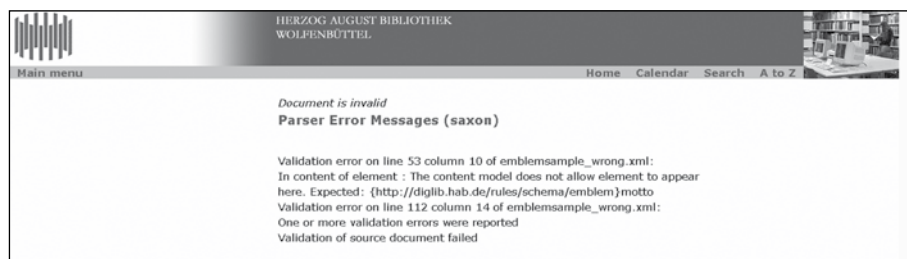 HERZOG AUGUST BIBLIOTHEK
WOLFENBÜTTEL
Main menu
Home Calendar Search A to Z
Document is invalid
Parser Error Messages (saxon)
Validation error on line 53 column 10 of emblemsample_wrong.xml:
In content of element : The content model does not allow element to appear
here. Expected: {http://diglib.hab.de/rules/schema/emblem}motto
Validation error on line 112 column 14 of emblemsample_wrong.xml:
One or more validation errors were reported
Validation of source document failed